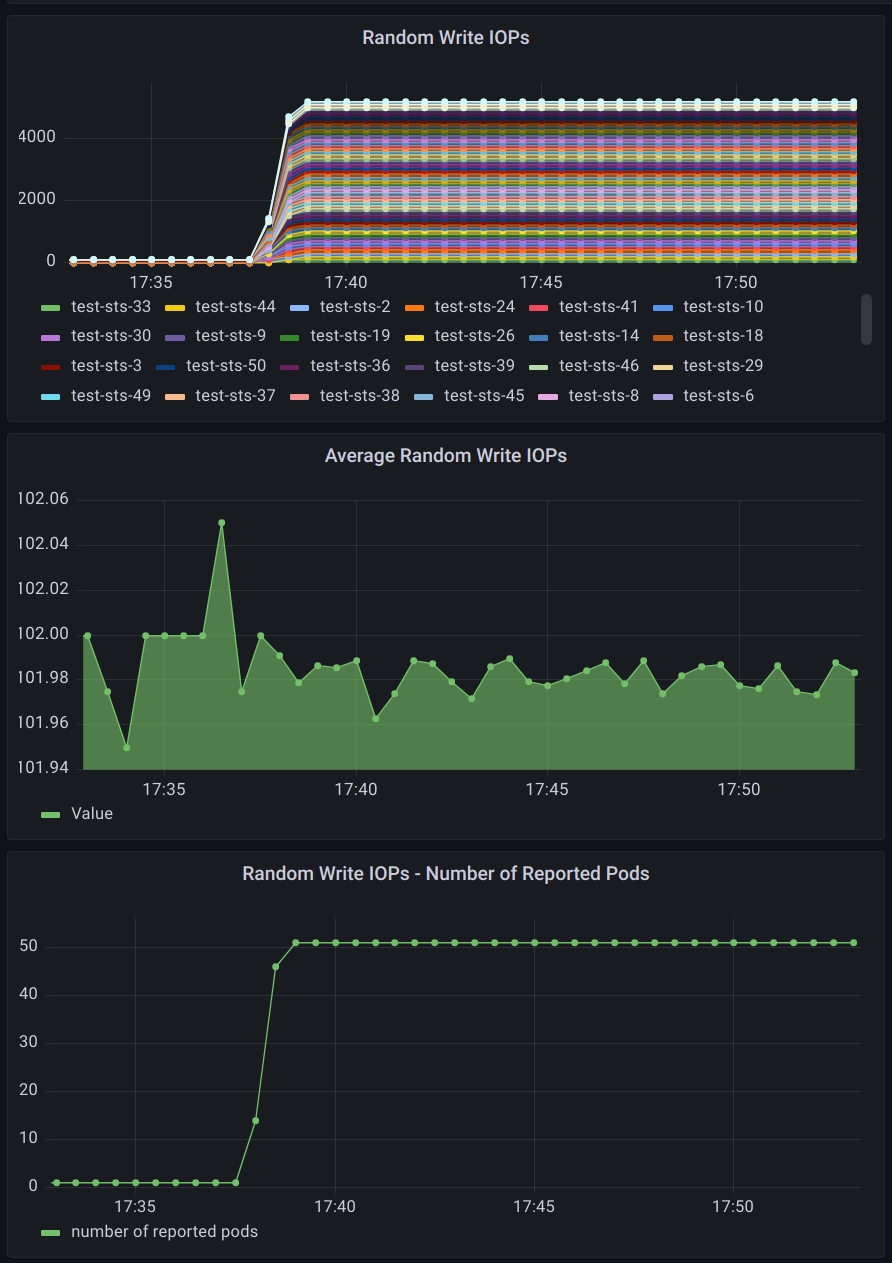 Random Write IOPs
4000
2000
0
17:35 17:40 17:45 17:50
test-sts-33 test-sts-44 test-sts-2 test-sts-24 test-sts-41 test-sts-10
test-sts-30 test-sts-9 test-sts-19 test-sts-26 test-sts-14 test-sts-18
test-sts-3 test-sts-50 test-sts-36 test-sts-39 test-sts-46 test-sts-29
test-sts-49 test-sts-37 test-sts-38 test-sts-45 test-sts-8 test-sts-6
Average Random Write IOPs
102.06
102.04
102.02
102.00
101.98
101.96
101.94
17:35 17:40 17:45 17:50
Value
Random Write IOPs - Number of Reported Pods
50
40
30
20
10
0
17:35 17:40 17:45 17:50
number of reported pods